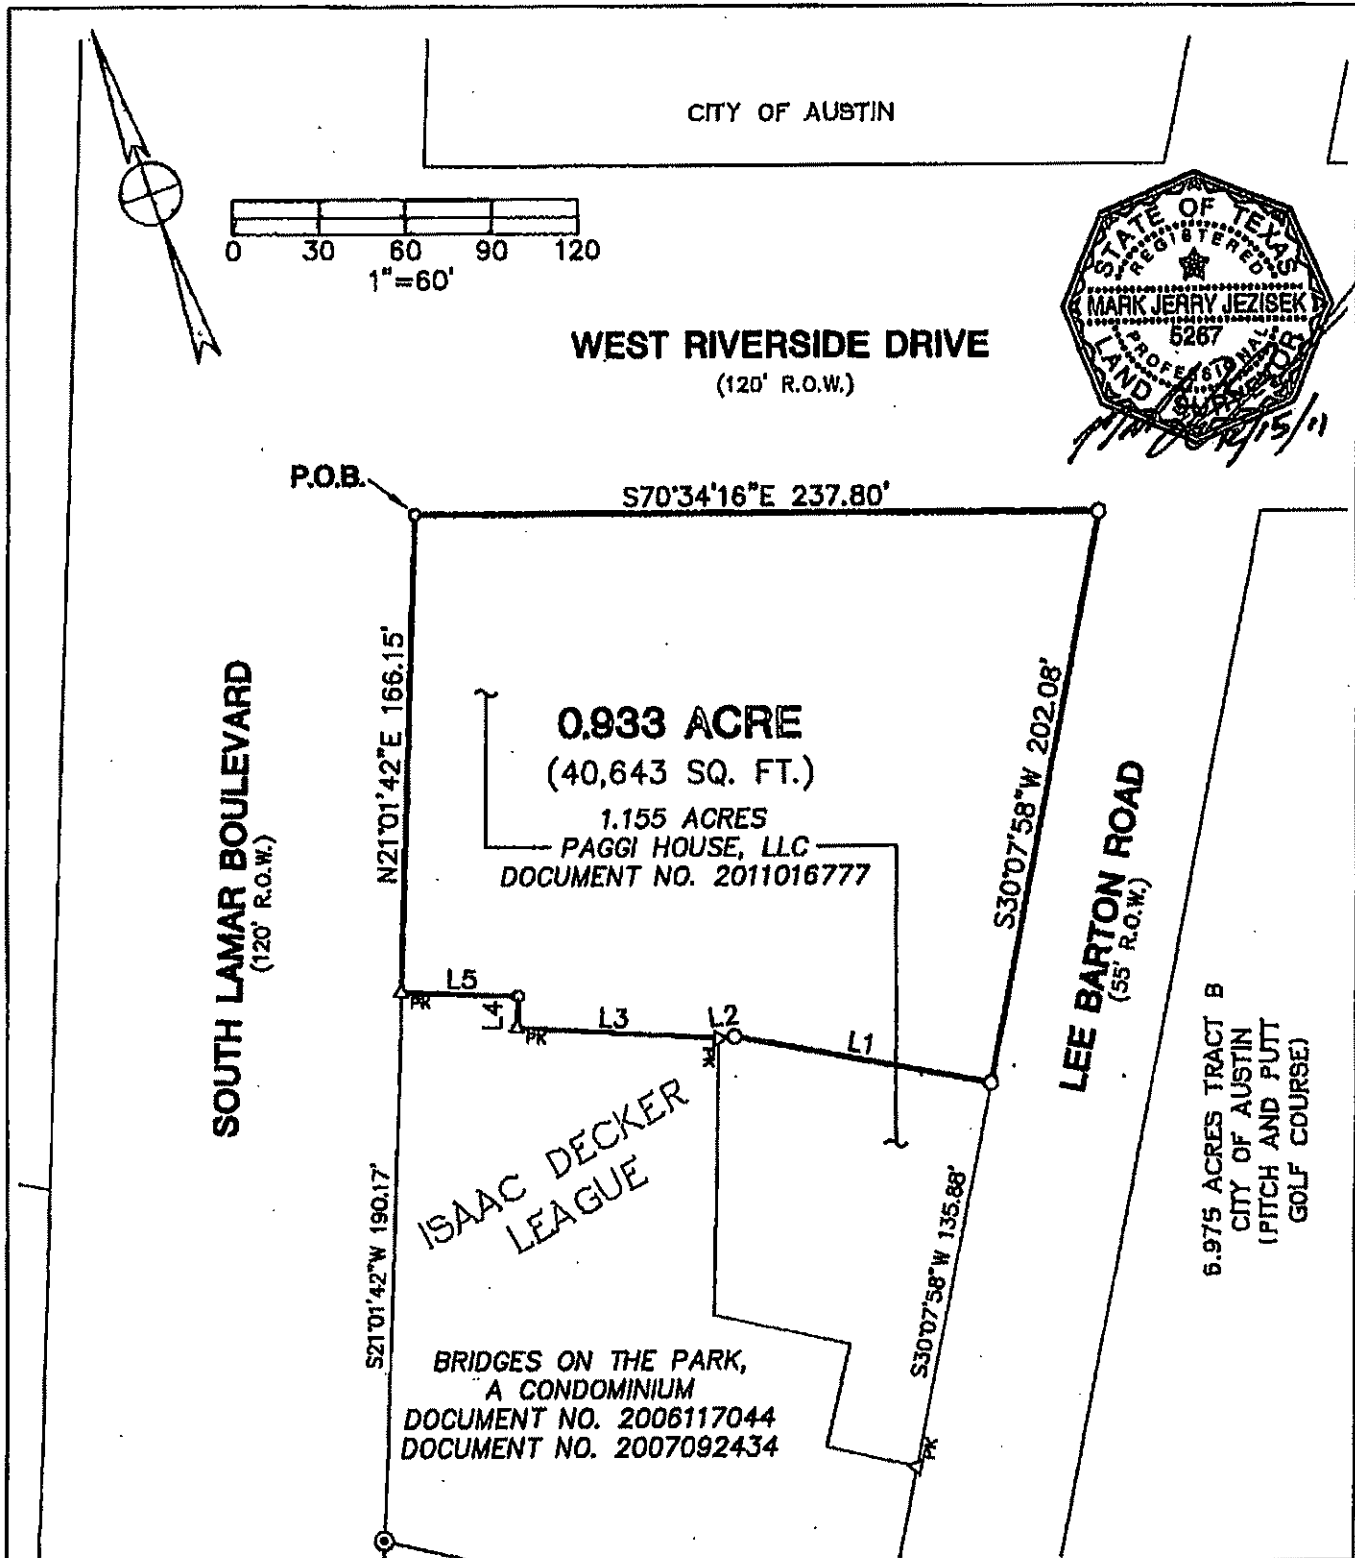 CITY OF AUSTIN
0 30 60 90 120
1"=60'
STATE OF TEXAS
REGISTERED
MARK JERRY JEZISEK
5267
PROFESSIONAL
LAND SURVEYOR
12/15/11
WEST RIVERSIDE DRIVE
(120' R.O.W.)
P.O.B.
S70°34'16"E 237.80'
N21°01'42"E 166.15'
SOUTH LAMAR BOULEVARD
(120' R.O.W.)
0.933 ACRE
(40,643 SQ. FT.)
1.155 ACRES
PAGGI HOUSE, LLC
DOCUMENT NO. 2011016777
S30°07'58"W 202.08'
LEE BARTON ROAD
(55' R.O.W.)
L5
PK
L4
L3
PK
L2
PK
L1
ISAAC DECKER
LEAGUE
S21°01'42"W 190.17'
S30°07'58"W 135.88'
PK
6.975 ACRES TRACT B
CITY OF AUSTIN
(PITCH AND PUTT
GOLF COURSE)
BRIDGES ON THE PARK,
A CONDOMINIUM
DOCUMENT NO. 2006117044
DOCUMENT NO. 2007092434